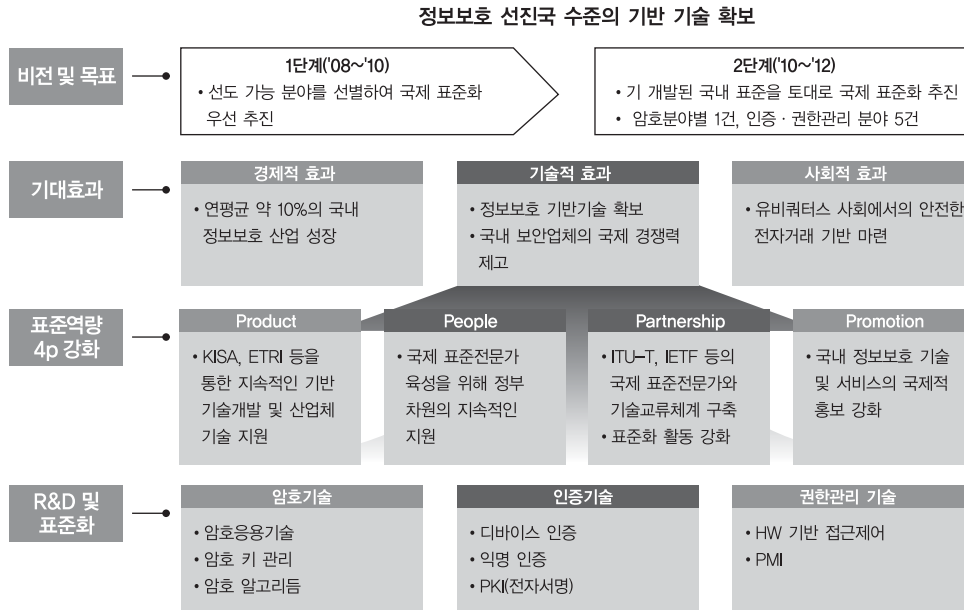 정보보호 선진국 수준의 기반 기술 확보
비전 및 목표
1단계('08~'10)
• 선도 가능 분야를 선별하여 국제 표준화
우선 추진
2단계('10~'12)
• 기 개발된 국내 표준을 토대로 국제 표준화 추진
• 암호분야별 1건, 인증·권한관리 분야 5건
기대효과
경제적 효과
• 연평균 약 10%의 국내
정보보호 산업 성장
기술적 효과
• 정보보호 기반기술 확보
• 국내 보안업체의 국제 경쟁력
제고
사회적 효과
• 유비쿼터스 사회에서의 안전한
전자거래 기반 마련
표준역량
4p 강화
Product
• KISA, ETRI 등을
통한 지속적인 기반
기술개발 및 산업체
기술 지원
People
• 국제 표준전문가
육성을 위해 정부
차원의 지속적인
지원
Partnership
• ITU-T, IETF 등의
국제 표준전문가와
기술교류체계 구축
• 표준화 활동 강화
Promotion
• 국내 정보보호 기술
및 서비스의 국제적
홍보 강화
R&D 및
표준화
암호기술
• 암호응용기술
• 암호 키 관리
• 암호 알고리듬
인증기술
• 디바이스 인증
• 익명 인증
• PKI(전자서명)
권한관리 기술
• HW 기반 접근제어
• PMI